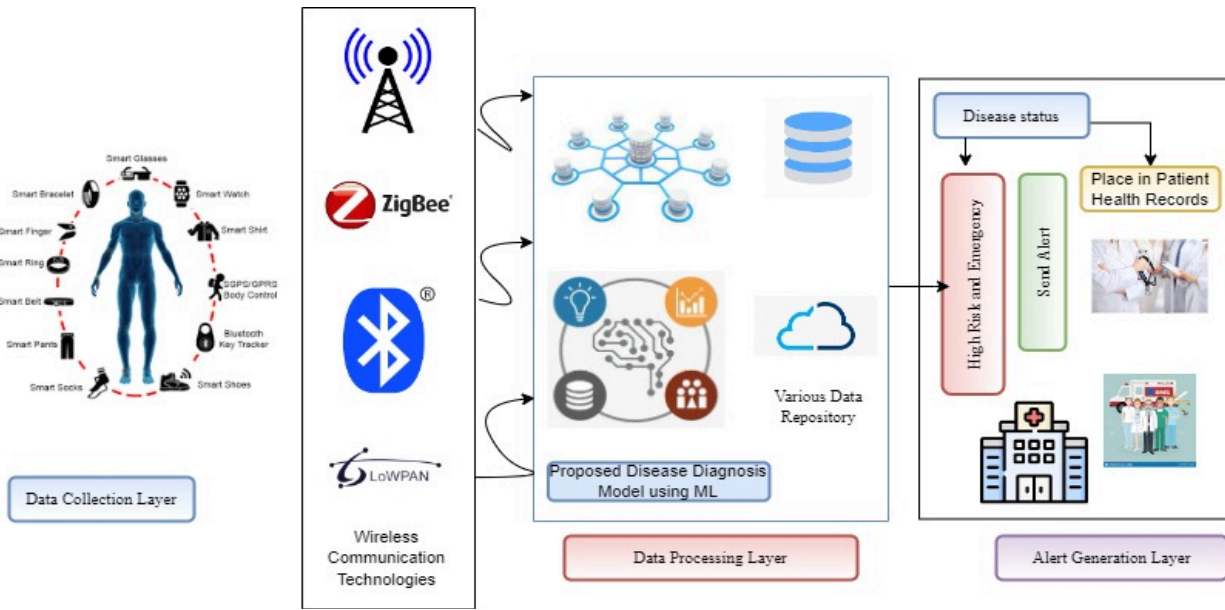 Smart Glasses
Smart Bracelet
Smart Watch
Smart Finger
Smart Shirt
Smart Ring
SGPS/GPRS
Body Control
Smart Belt
Smart Pants
Bluetooth
Key Tracker
Smart Socks
Smart Shoes
Data Collection Layer
ZigBee®
®
6LoWPAN
Wireless
Communication
Technologies
Various Data
Repository
Proposed Disease Diagnosis
Model using ML
Data Processing Layer
Disease status
High Risk and Emergency
Send Alert
Place in Patient
Health Records
Alert Generation Layer